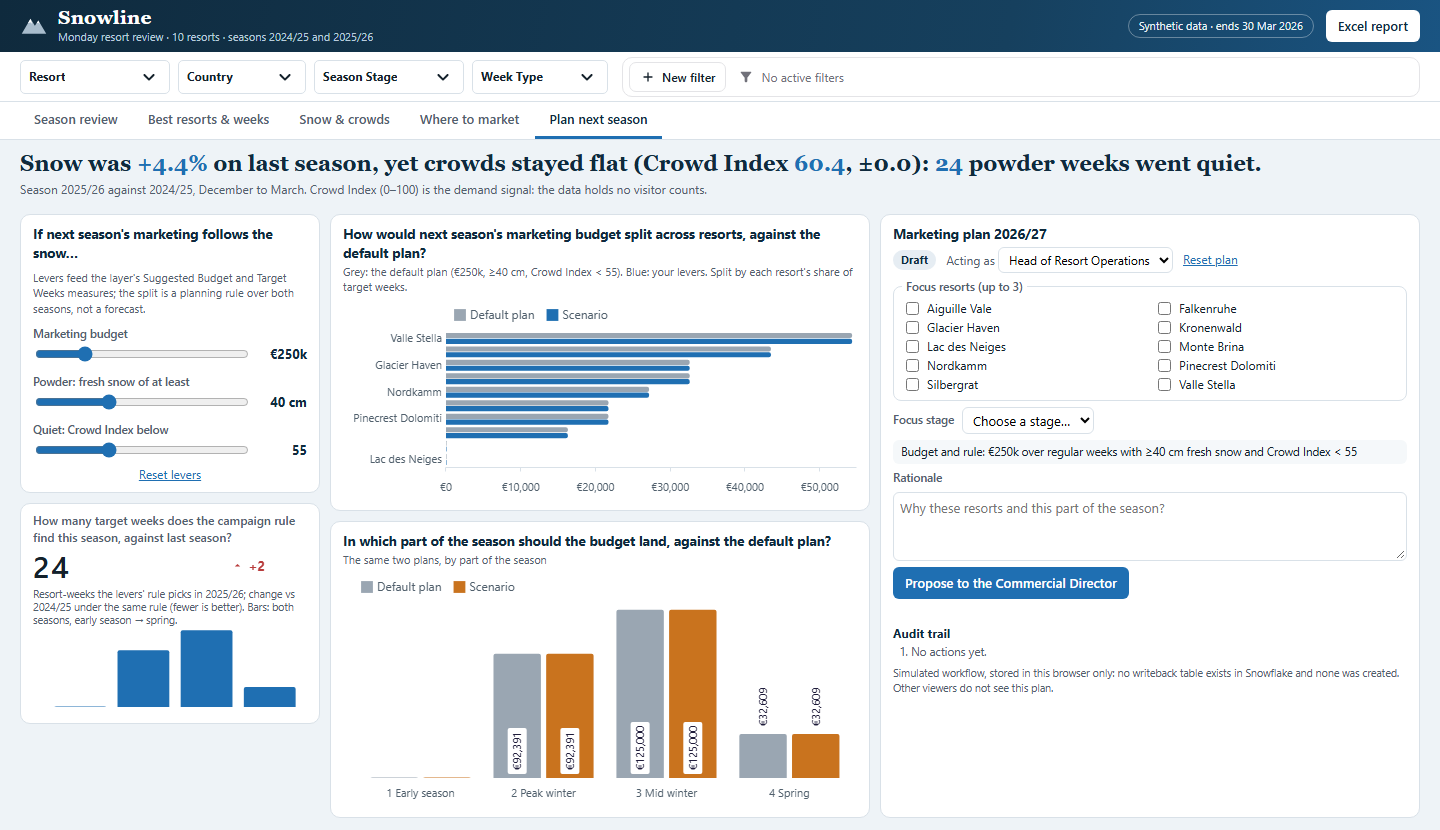 Snowline
Monday resort review · 10 resorts · seasons 2024/25 and 2025/26
Synthetic data · ends 30 Mar 2026
Excel report
Resort
Country
Season Stage
Week Type
New filter
No active filters
Season review
Best resorts & weeks
Snow & crowds
Where to market
Plan next season
Snow was +4.4% on last season, yet crowds stayed flat (Crowd Index 60.4, ±0.0): 24 powder weeks went quiet.
Season 2025/26 against 2024/25, December to March. Crowd Index (0–100) is the demand signal: the data holds no visitor counts.
If next season's marketing follows the
snow...
Levers feed the layer's Suggested Budget and Target
Weeks measures; the split is a planning rule over both
seasons, not a forecast.
Marketing budget
€250k
Powder: fresh snow of at least
40 cm
Quiet: Crowd Index below
55
Reset levers
How many target weeks does the campaign rule
find this season, against last season?
24
+2
Resort-weeks the levers' rule picks in 2025/26; change vs
2024/25 under the same rule (fewer is better). Bars: both
seasons, early season → spring.
How would next season's marketing budget split across resorts, against the
default plan?
Grey: the default plan (€250k, ≥40 cm, Crowd Index < 55). Blue: your levers. Split by each resort's share of
target weeks.
Default plan
Scenario
Valle Stella
Glacier Haven
Nordkamm
Pinecrest Dolomiti
Lac des Neiges
€0
€10,000
€20,000
€30,000
€40,000
€50,000
In which part of the season should the budget land, against the default plan?
The same two plans, by part of the season
Default plan
Scenario
€92,391
€92,391
€125,000
€125,000
€32,609
€32,609
1 Early season
2 Peak winter
3 Mid winter
4 Spring
Marketing plan 2026/27
Draft
Acting as
Head of Resort Operations
Reset plan
Focus resorts (up to 3)
Aiguille Vale
Falkenruhe
Glacier Haven
Kronenwald
Lac des Neiges
Monte Brina
Nordkamm
Pinecrest Dolomiti
Silbergrat
Valle Stella
Focus stage
Choose a stage...
Budget and rule: €250k over regular weeks with ≥40 cm fresh snow and Crowd Index < 55
Rationale
Why these resorts and this part of the season?
Propose to the Commercial Director
Audit trail
1. No actions yet.
Simulated workflow, stored in this browser only: no writeback table exists in Snowflake and none was created.
Other viewers do not see this plan.